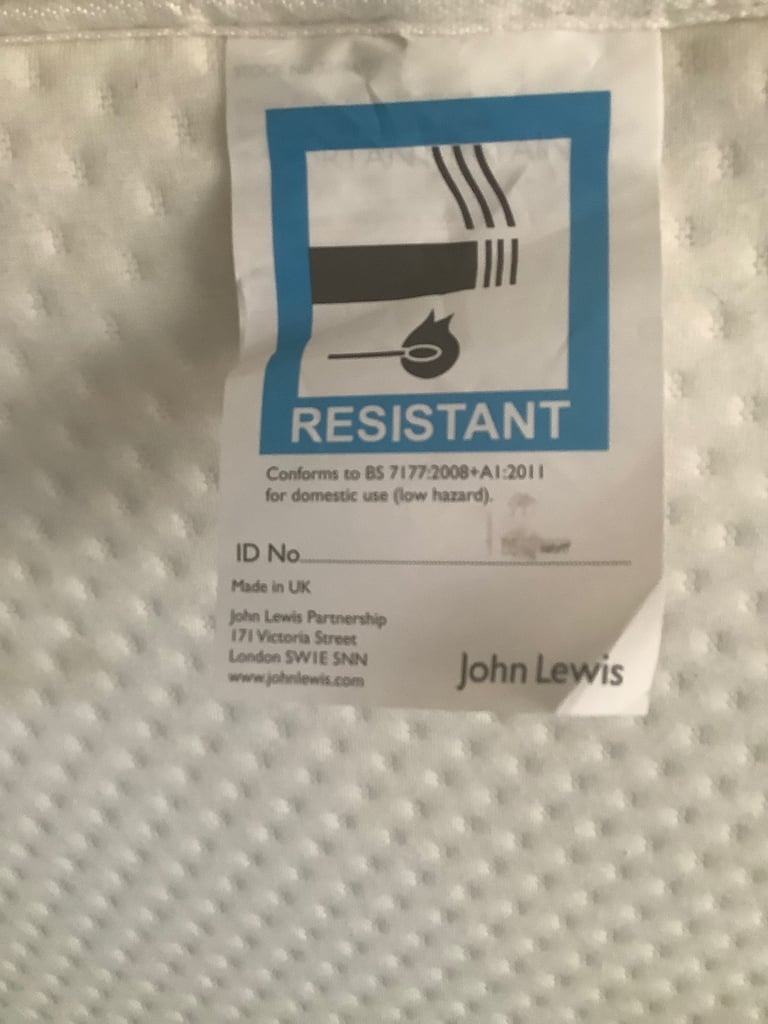 RESISTANT
Conforms to BS 7177:2008+A1:2011
for domestic use (low hazard).
ID No
Made in UK
John Lewis Partnership
171 Victoria Street
London SW1E 5NN
www.johnlewis.com
John Lewis